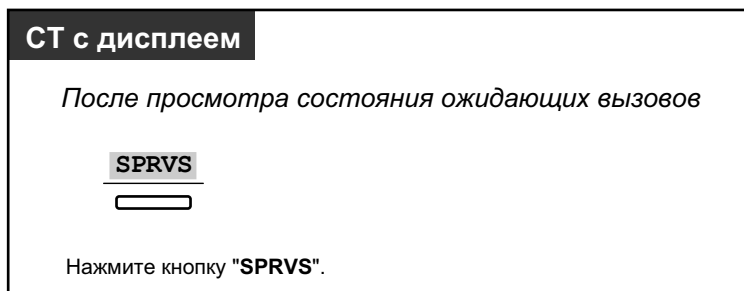 СТ с дисплеем
После просмотра состояния ожидающих вызовов
SPRVS
Нажмите кнопку "SPRVS".